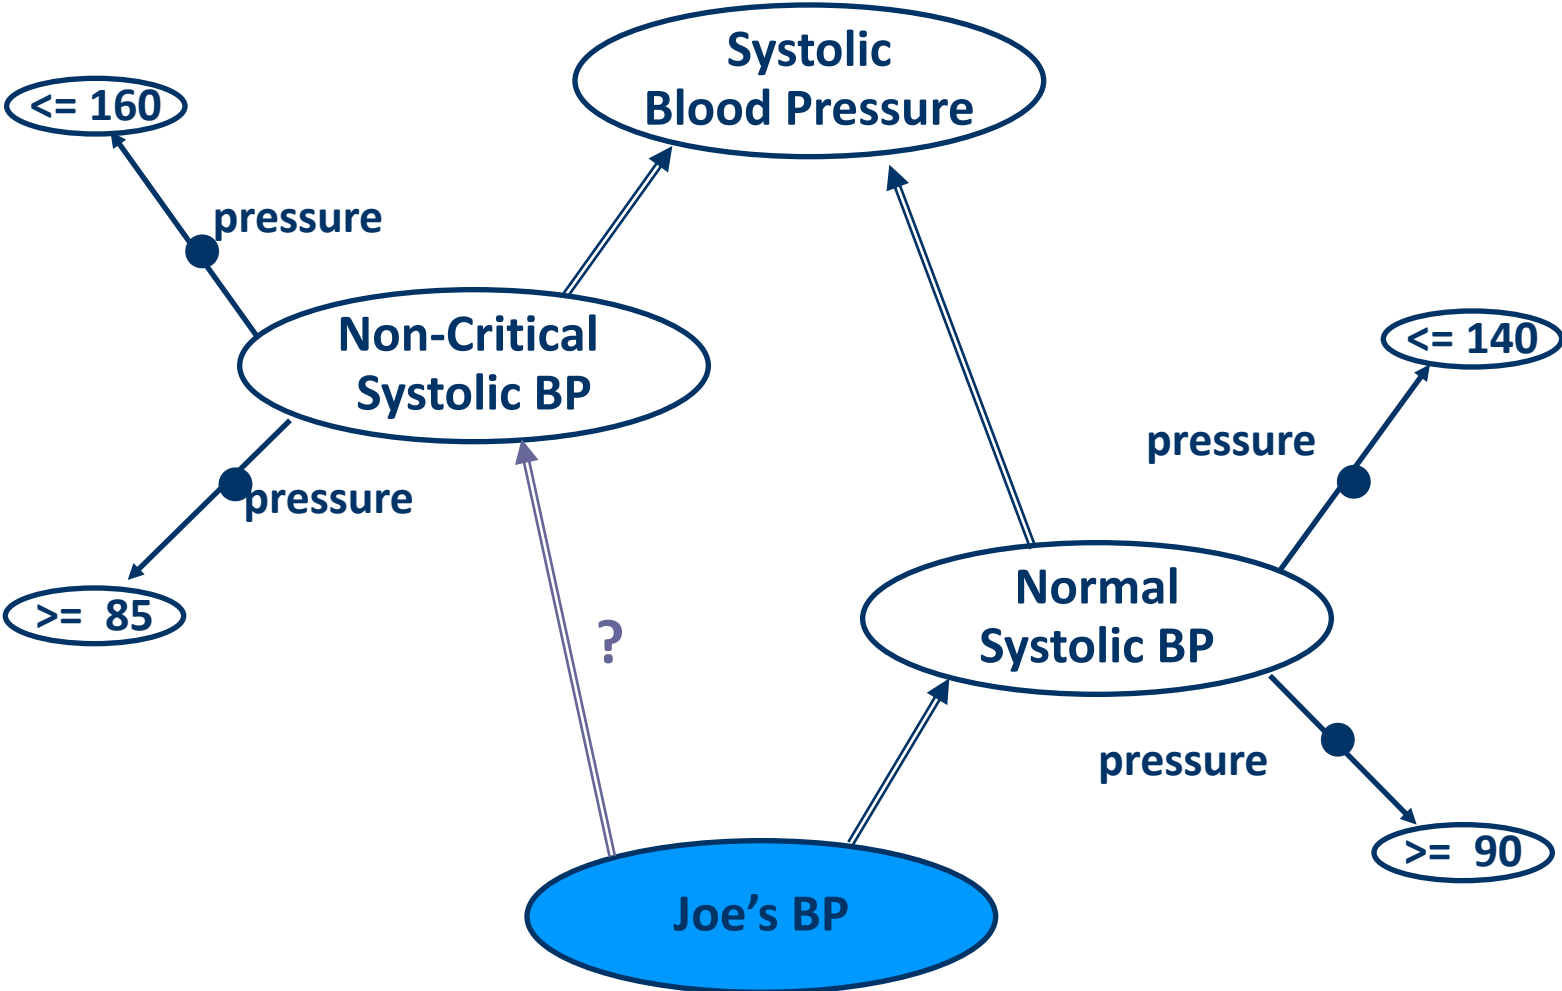 Systolic
Blood Pressure
<= 160
pressure
Non-Critical
Systolic BP
<= 140
pressure
pressure
>= 85
Normal
Systolic BP
?
pressure
>= 90
Joe’s BP